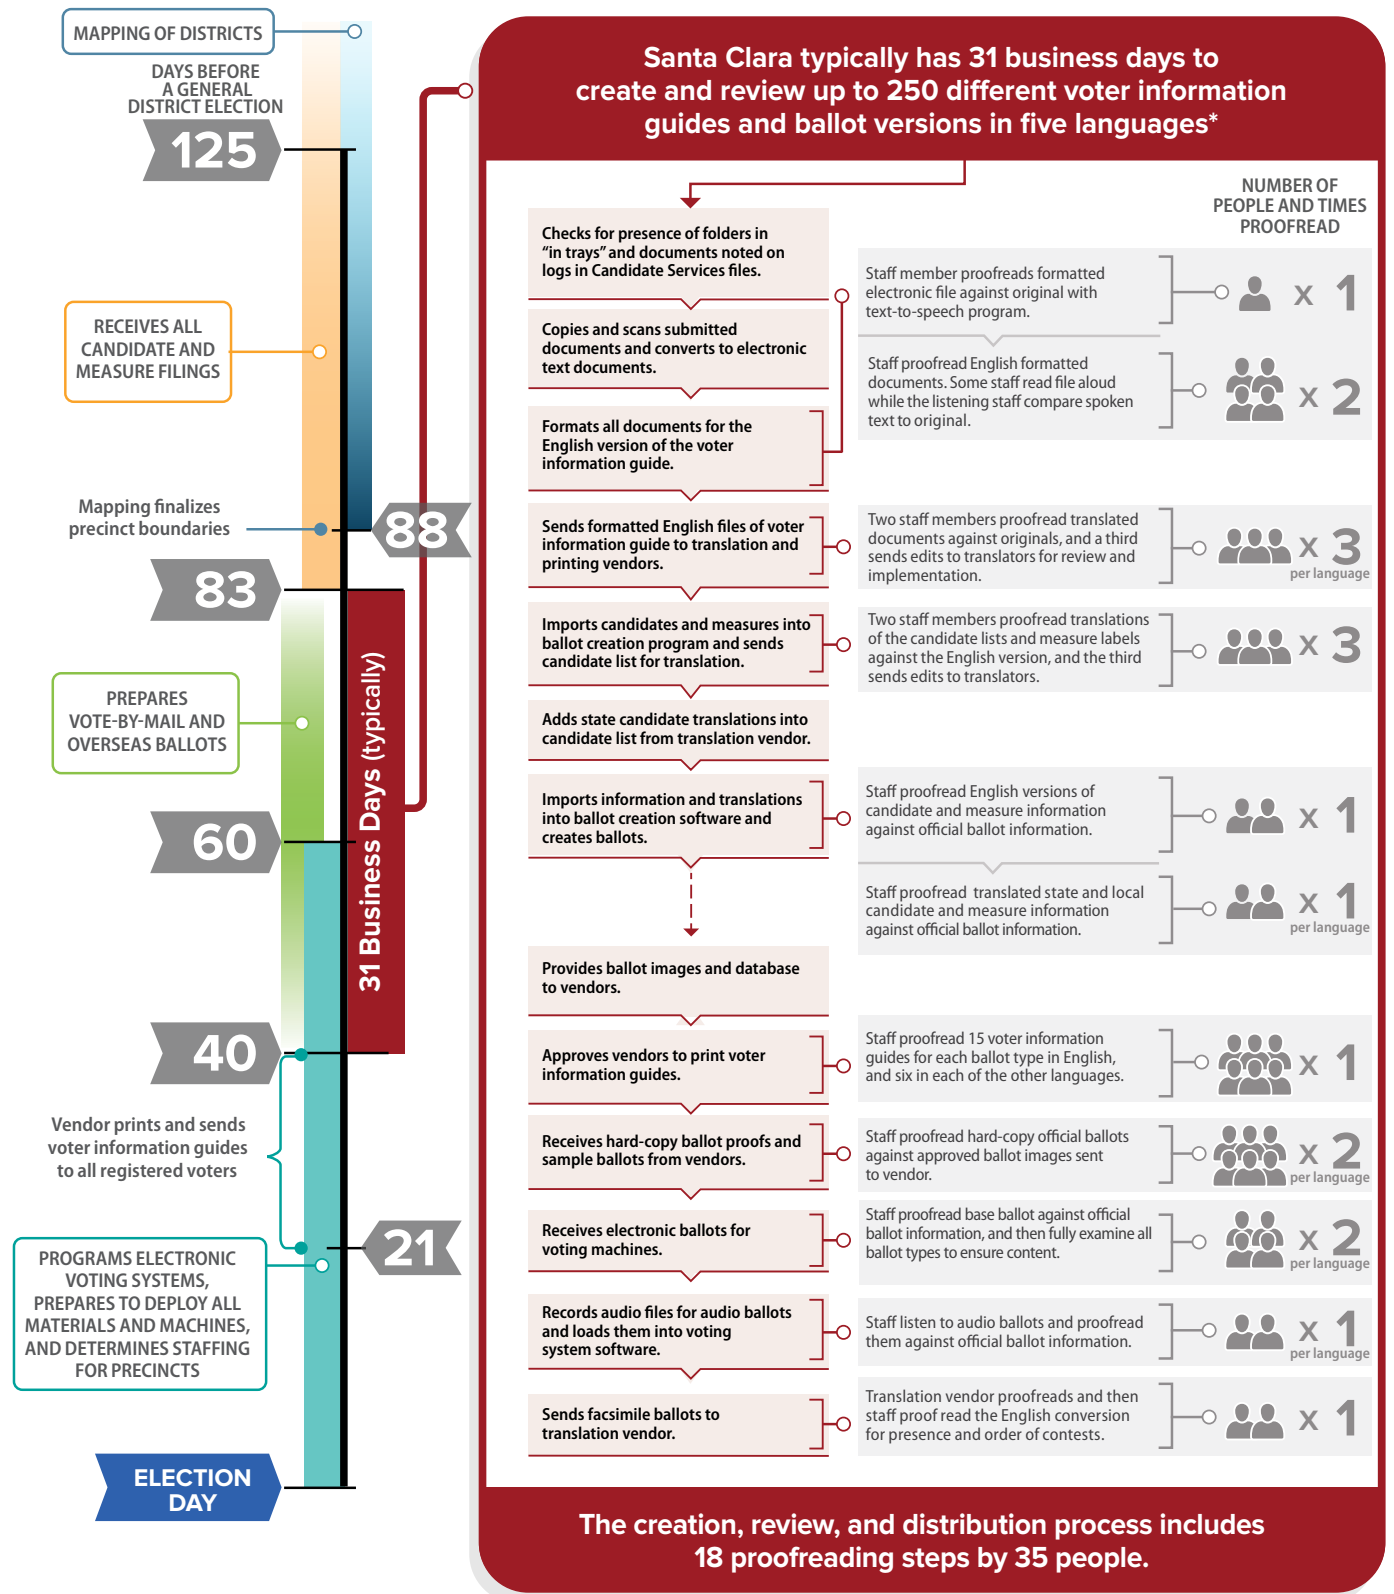 MAPPING OF DISTRICTS
DAYS BEFORE
A GENERAL
DISTRICT ELECTION
125
RECEIVES ALL
CANDIDATE AND
MEASURE FILINGS
Mapping finalizes
precinct boundaries
88
83
PREPARES
VOTE-BY-MAIL AND
OVERSEAS BALLOTS
31 Business Days (typically)
60
40
Vendor prints and sends
voter information guides
to all registered voters
21
PROGRAMS ELECTRONIC
VOTING SYSTEMS,
PREPARES TO DEPLOY ALL
MATERIALS AND MACHINES,
AND DETERMINES STAFFING
FOR PRECINCTS
ELECTION
DAY
Santa Clara typically has 31 business days to
create and review up to 250 different voter information
guides and ballot versions in five languages*
NUMBER OF
PEOPLE AND TIMES
PROOFREAD
Checks for presence of folders in
“in trays” and documents noted on
logs in Candidate Services files.
Copies and scans submitted
documents and converts to electronic
text documents.
Formats all documents for the
English version of the voter
information guide.
Staff member proofreads formatted
electronic file against original with
text-to-speech program.
x 1
Staff proofread English formatted
documents. Some staff read file aloud
while the listening staff compare spoken
text to original.
x 2
Sends formatted English files of voter
information guide to translation and
printing vendors.
Two staff members proofread translated
documents against originals, and a third
sends edits to translators for review and
implementation.
x 3
per language
Imports candidates and measures into
ballot creation program and sends
candidate list for translation.
Two staff members proofread translations
of the candidate lists and measure labels
against the English version, and the third
sends edits to translators.
x 3
Adds state candidate translations into
candidate list from translation vendor.
Imports information and translations
into ballot creation software and
creates ballots.
Staff proofread English versions of
candidate and measure information
against official ballot information.
x 1
Staff proofread translated state and local
candidate and measure information
against official ballot information.
x 1
per language
Provides ballot images and database
to vendors.
Approves vendors to print voter
information guides.
Staff proofread 15 voter information
guides for each ballot type in English,
and six in each of the other languages.
x 1
Receives hard-copy ballot proofs and
sample ballots from vendors.
Staff proofread hard-copy official ballots
against approved ballot images sent
to vendor.
x 2
per language
Receives electronic ballots for
voting machines.
Staff proofread base ballot against official
ballot information, and then fully examine all
ballot types to ensure content.
x 2
per language
Records audio files for audio ballots
and loads them into voting
system software.
Staff listen to audio ballots and proofread
them against official ballot information.
x 1
per language
Sends facsimile ballots to
translation vendor.
Translation vendor proofreads and then
staff proof read the English conversion
for presence and order of contests.
x 1
The creation, review, and distribution process includes
18 proofreading steps by 35 people.